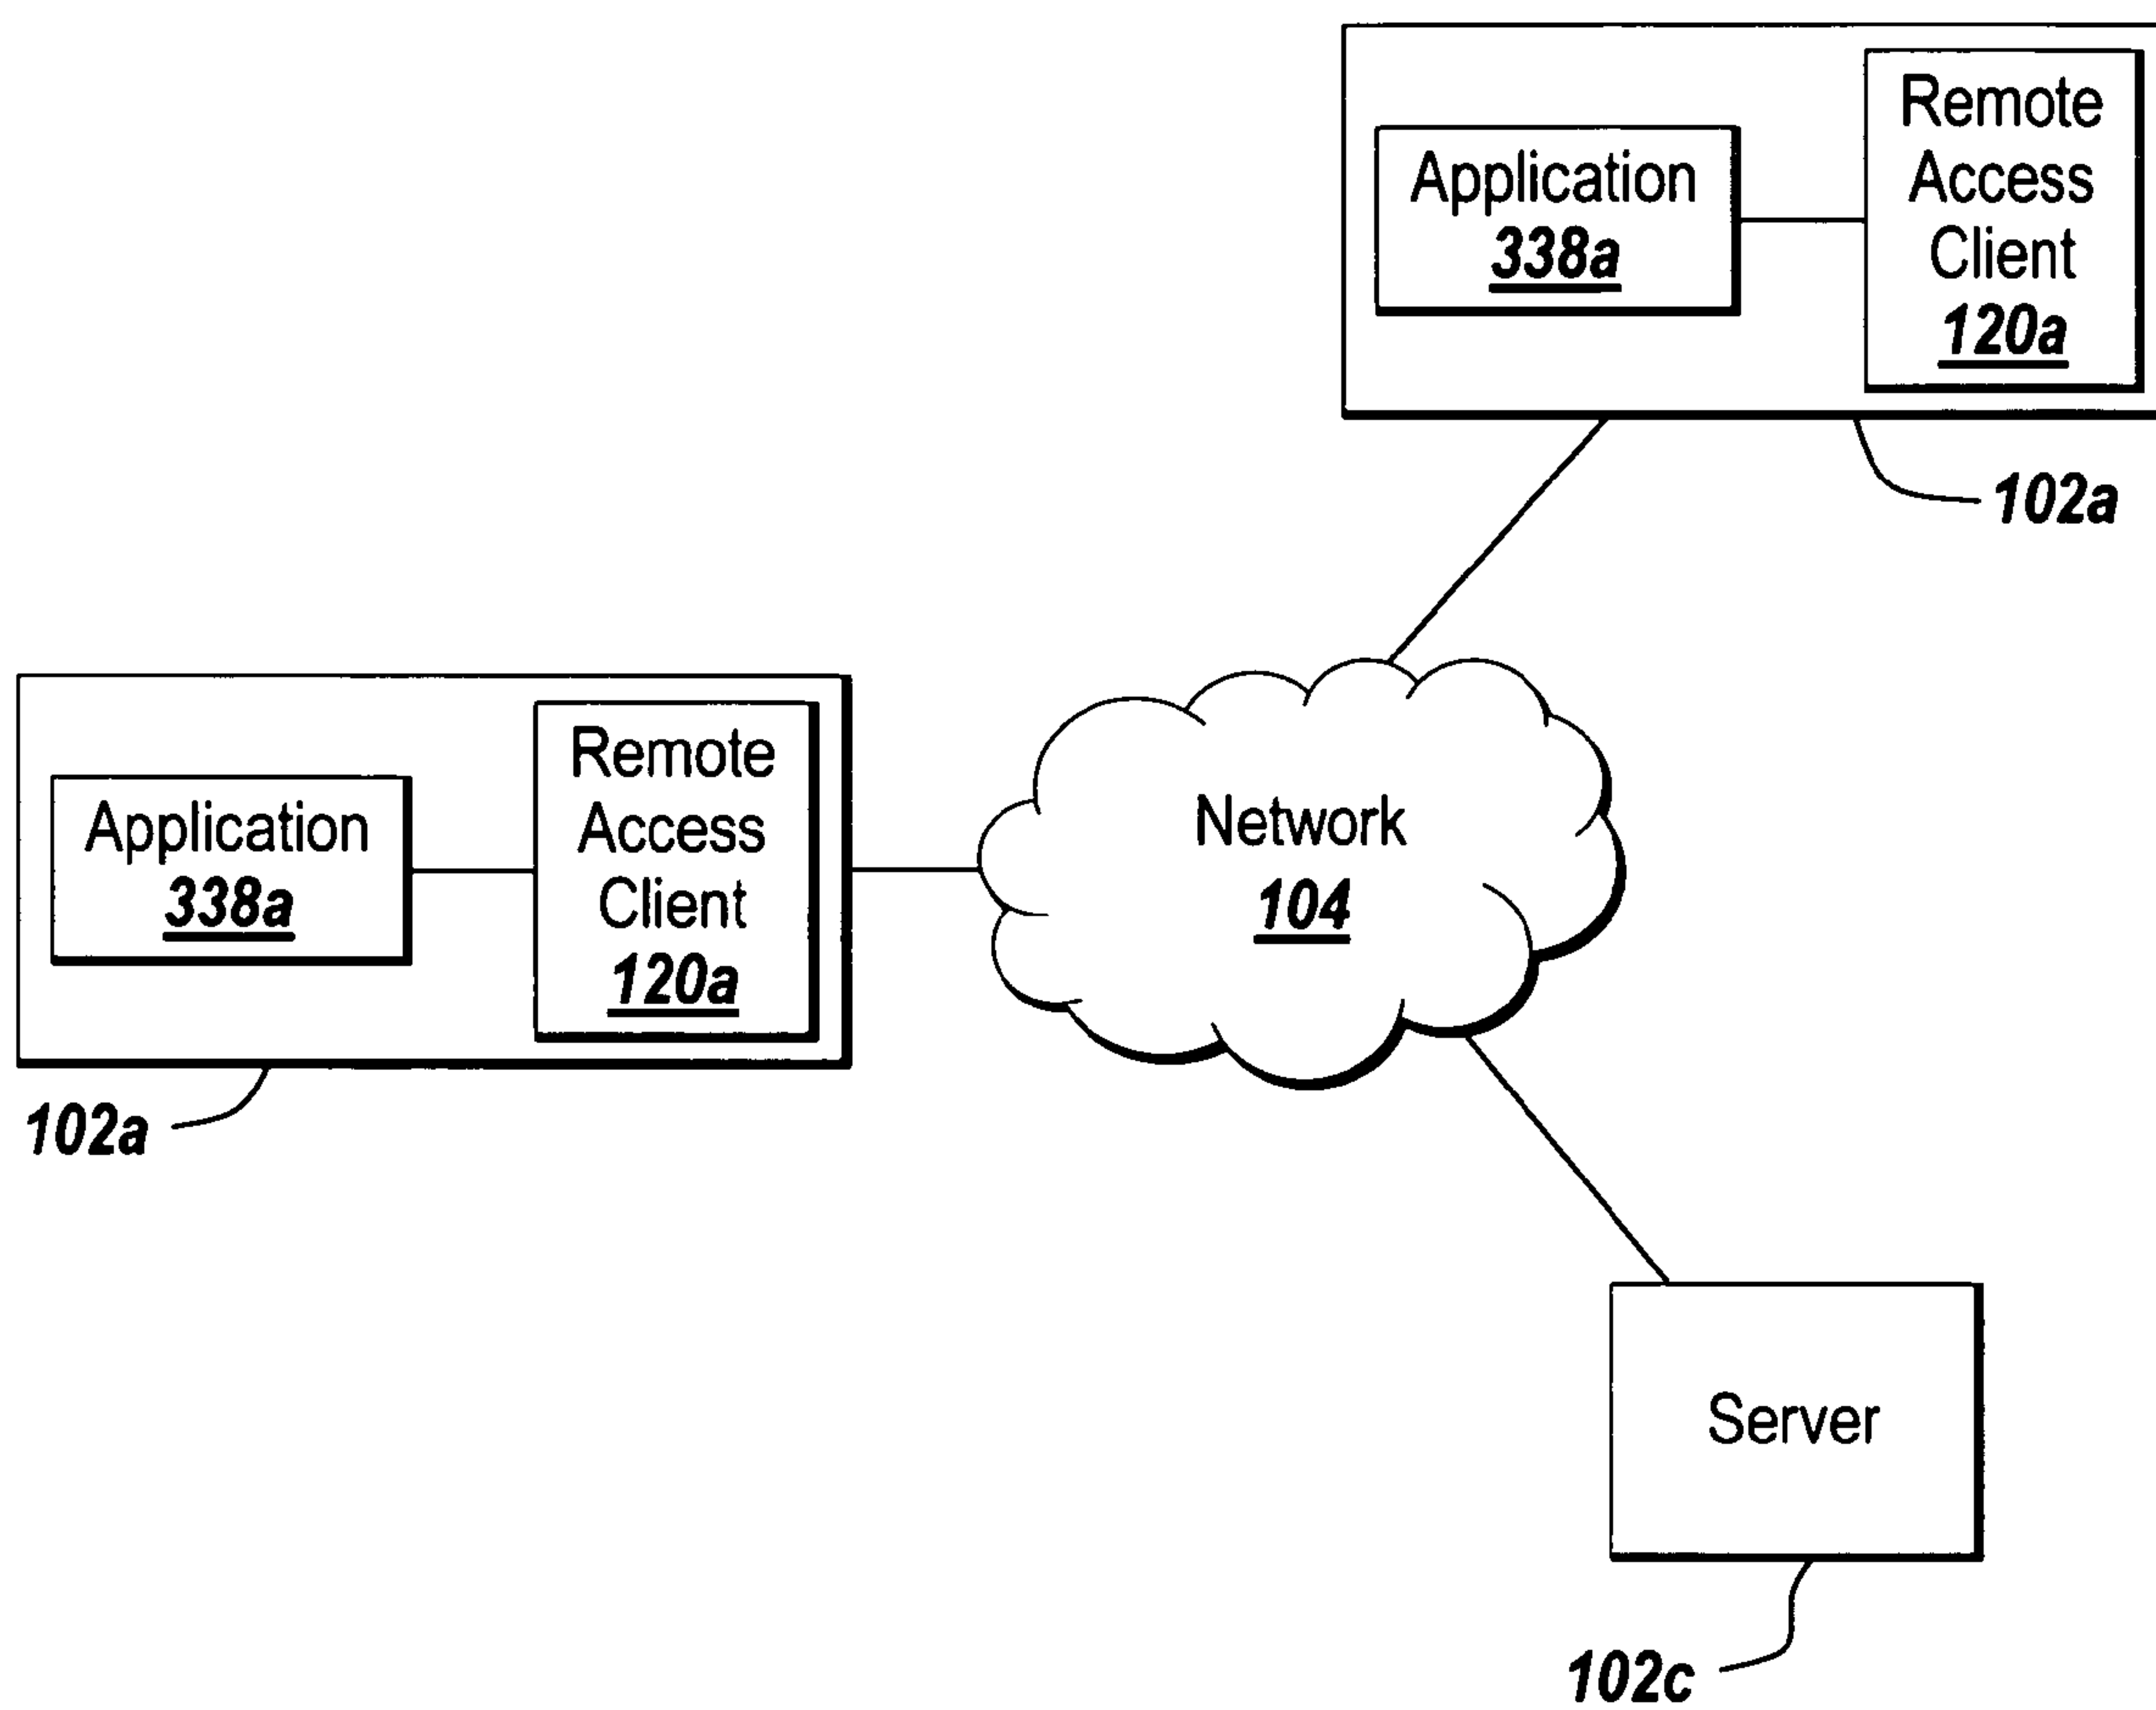 Application
338a
Remote
Access
Client
120a
102a
Application
338a
Remote
Access
Client
120a
102a
Network
104
Server
102c